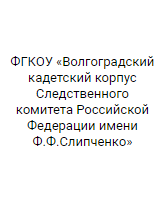 ФГКОУ «Волгоградский
кадетский корпус
Следственного
комитета Российской
Федерации имени
Ф.Ф.Слипченко»